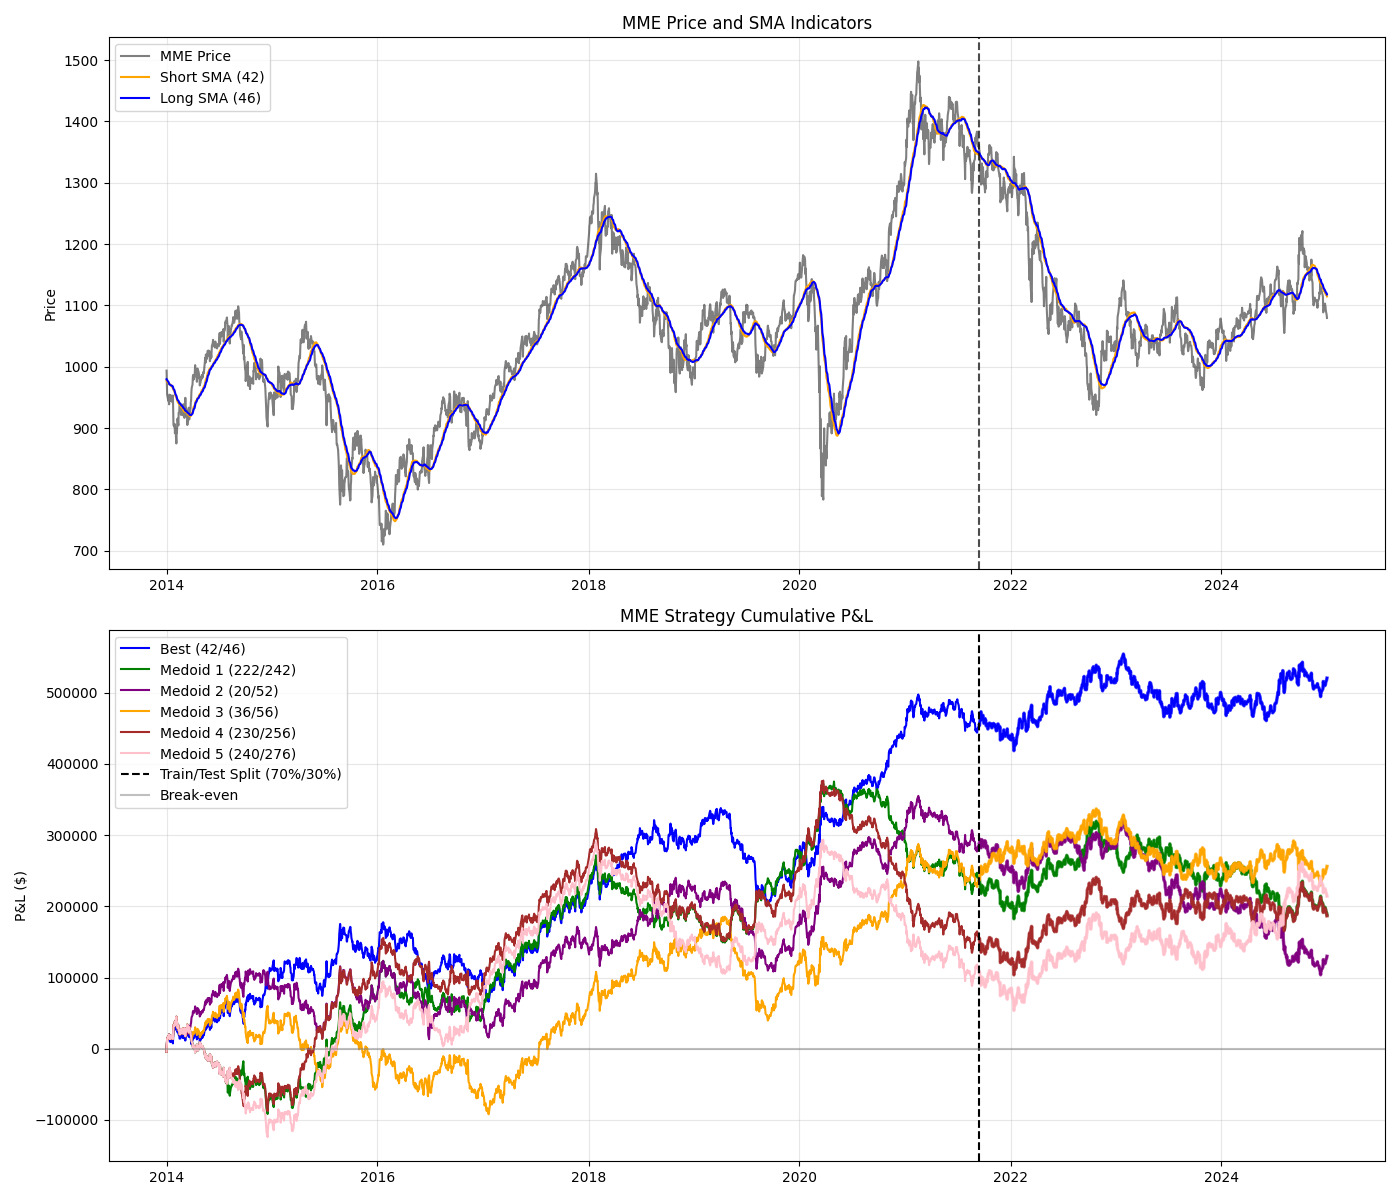 MME Price and SMA Indicators
MME Price
Short SMA (42)
Long SMA (46)
Price
1500
1400
1300
1200
1100
1000
900
800
700
2014
2016
2018
2020
2022
2024
MME Strategy Cumulative P&L
Best (42/46)
Medoid 1 (222/242)
Medoid 2 (20/52)
Medoid 3 (36/56)
Medoid 4 (230/256)
Medoid 5 (240/276)
Train/Test Split (70%/30%)
Break-even
P&L ($)
500000
400000
300000
200000
100000
0
−100000
2014
2016
2018
2020
2022
2024